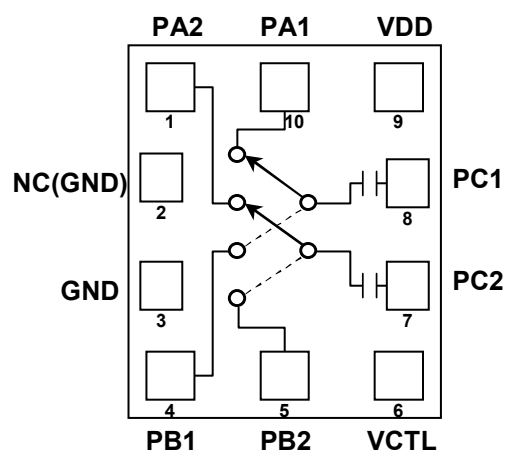 PA2 PA1 VDD
1 10 9
NC(GND) PC1
2 8
GND PC2
3 7
4 5 6
PB1 PB2 VCTL